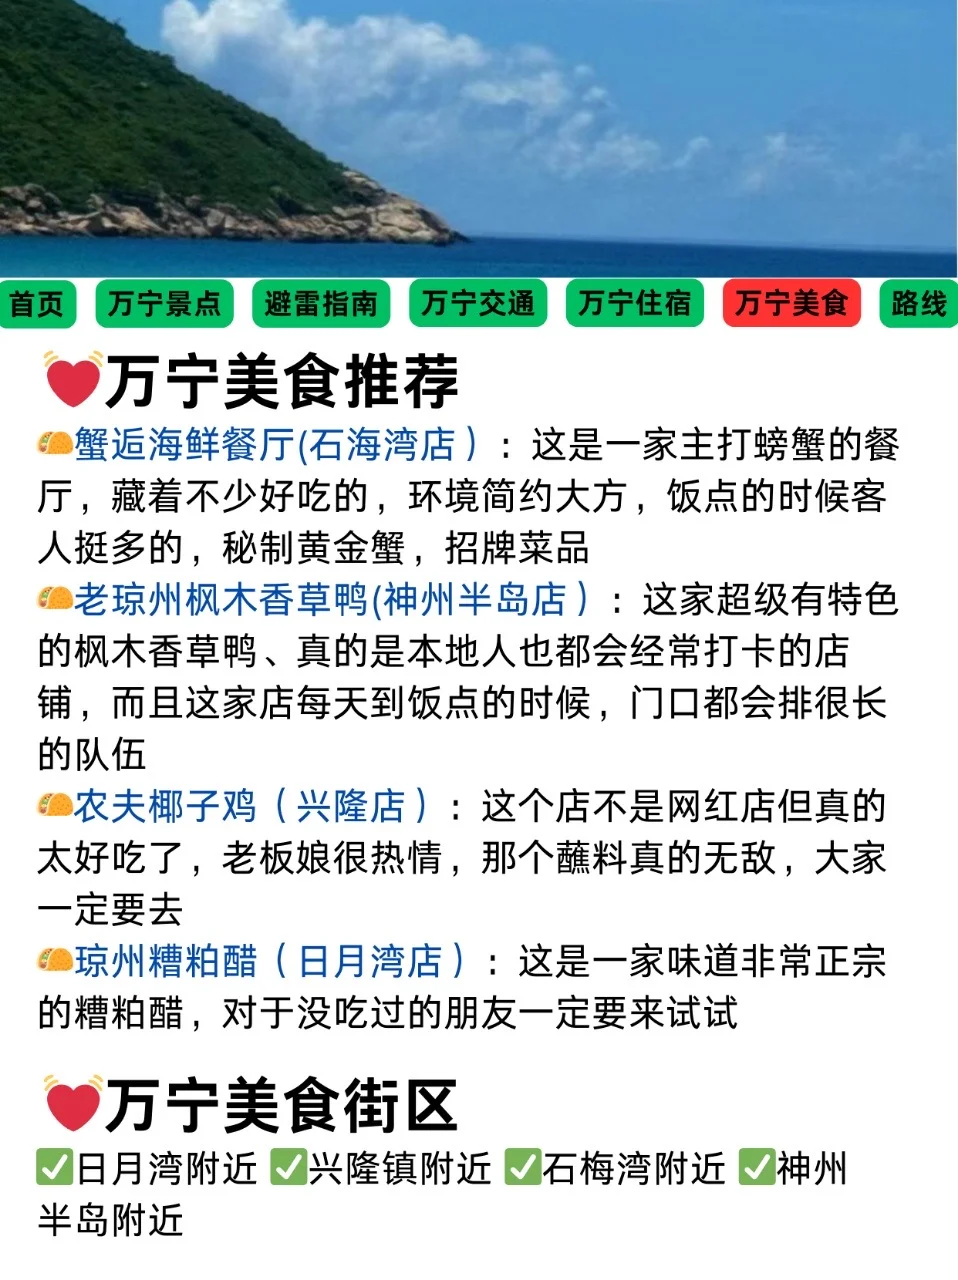 首页 万宁景点 避雷指南 万宁交通 万宁住宿 万宁美食 路线
💓万宁美食推荐
🌮蟹逅海鲜餐厅(石海湾店）：这是一家主打螃蟹的餐
厅，藏着不少好吃的，环境简约大方，饭点的时候客
人挺多的，秘制黄金蟹，招牌菜品
🌮老琼州枫木香草鸭(神州半岛店）：这家超级有特色
的枫木香草鸭、真的是本地人也都会经常打卡的店
铺，而且这家店每天到饭点的时候，门口都会排很长
的队伍
🌮农夫椰子鸡（兴隆店）：这个店不是网红店但真的
太好吃了，老板娘很热情，那个蘸料真的无敌，大家
一定要去
🌮琼州糟粕醋（日月湾店）：这是一家味道非常正宗
的糟粕醋，对于没吃过的朋友一定要来试试
💓万宁美食街区
✅日月湾附近 ✅兴隆镇附近 ✅石梅湾附近 ✅神州
半岛附近